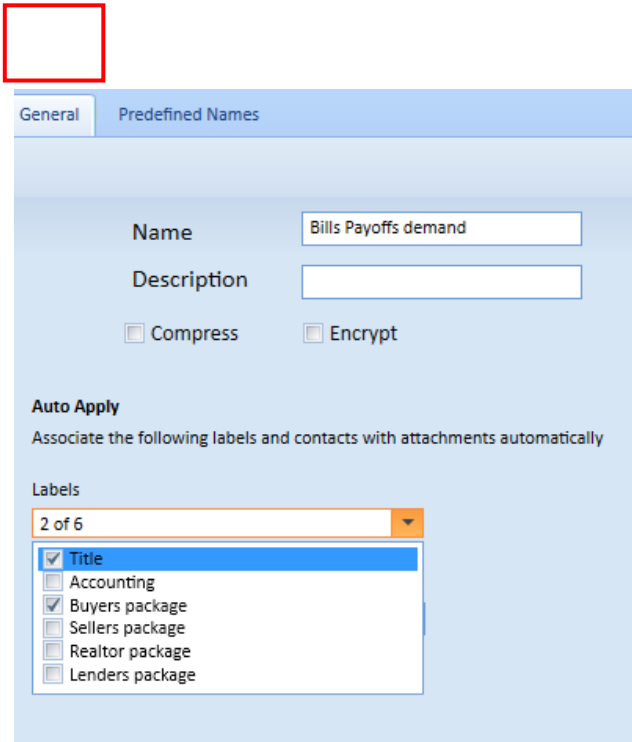 General Predefined Names
Name Bills Payoffs demand
Description
Compress Encrypt
Auto Apply
Associate the following labels and contacts with attachments automatically
Labels
2 of 6
Title
Accounting
Buyers package
Sellers package
Realtor package
Lenders package